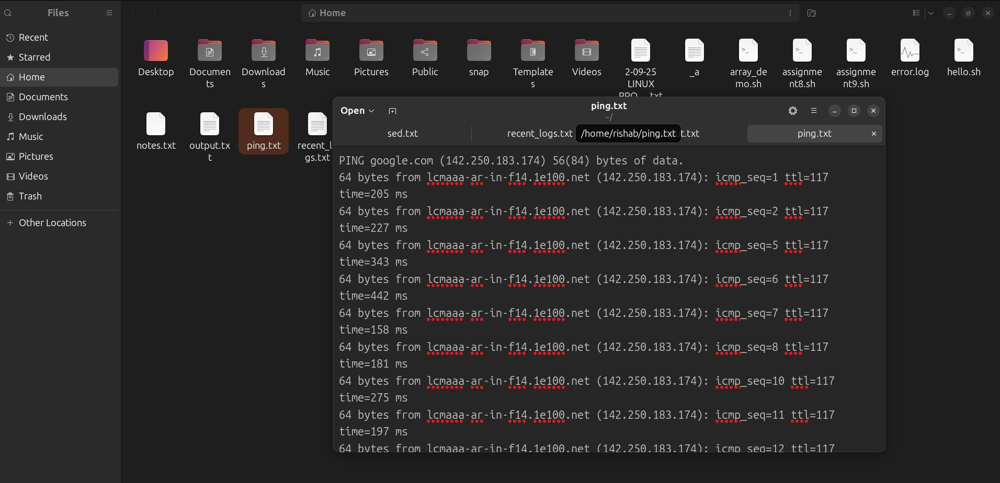 Files
Home
Recent
Starred
Home
Documents
Downloads
Music
Pictures
Videos
Trash
Other Locations
Desktop
Documen
ts
Download
s
Music
Pictures
Public
snap
Template
s
Videos
2-09-25
LINUX
PRO....txt
_a
array_de
mo.sh
assignme
nt8.sh
assignme
nt9.sh
error.log
hello.sh
notes.txt
output.tx
t
ping.txt
recent_l
gs.txt
Open
ping.txt
~/
sed.txt
recent_logs.txt
/home/rishab/ping.txt
ut.txt
ping.txt
PING google.com (142.250.183.174) 56(84) bytes of data.
64 bytes from lcmaaa-ar-in-f14.1e100.net (142.250.183.174): icmp_seq=1 ttl=117
time=205 ms
64 bytes from lcmaaa-ar-in-f14.1e100.net (142.250.183.174): icmp_seq=2 ttl=117
time=227 ms
64 bytes from lcmaaa-ar-in-f14.1e100.net (142.250.183.174): icmp_seq=5 ttl=117
time=343 ms
64 bytes from lcmaaa-ar-in-f14.1e100.net (142.250.183.174): icmp_seq=6 ttl=117
time=442 ms
64 bytes from lcmaaa-ar-in-f14.1e100.net (142.250.183.174): icmp_seq=7 ttl=117
time=158 ms
64 bytes from lcmaaa-ar-in-f14.1e100.net (142.250.183.174): icmp_seq=8 ttl=117
time=181 ms
64 bytes from lcmaaa-ar-in-f14.1e100.net (142.250.183.174): icmp_seq=10 ttl=117
time=275 ms
64 bytes from lcmaaa-ar-in-f14.1e100.net (142.250.183.174): icmp_seq=11 ttl=117
time=197 ms
64 bytes from lcmaaa-ar-in-f14.1e100.net (142.250.183.174): icmp_seq=12 ttl=117